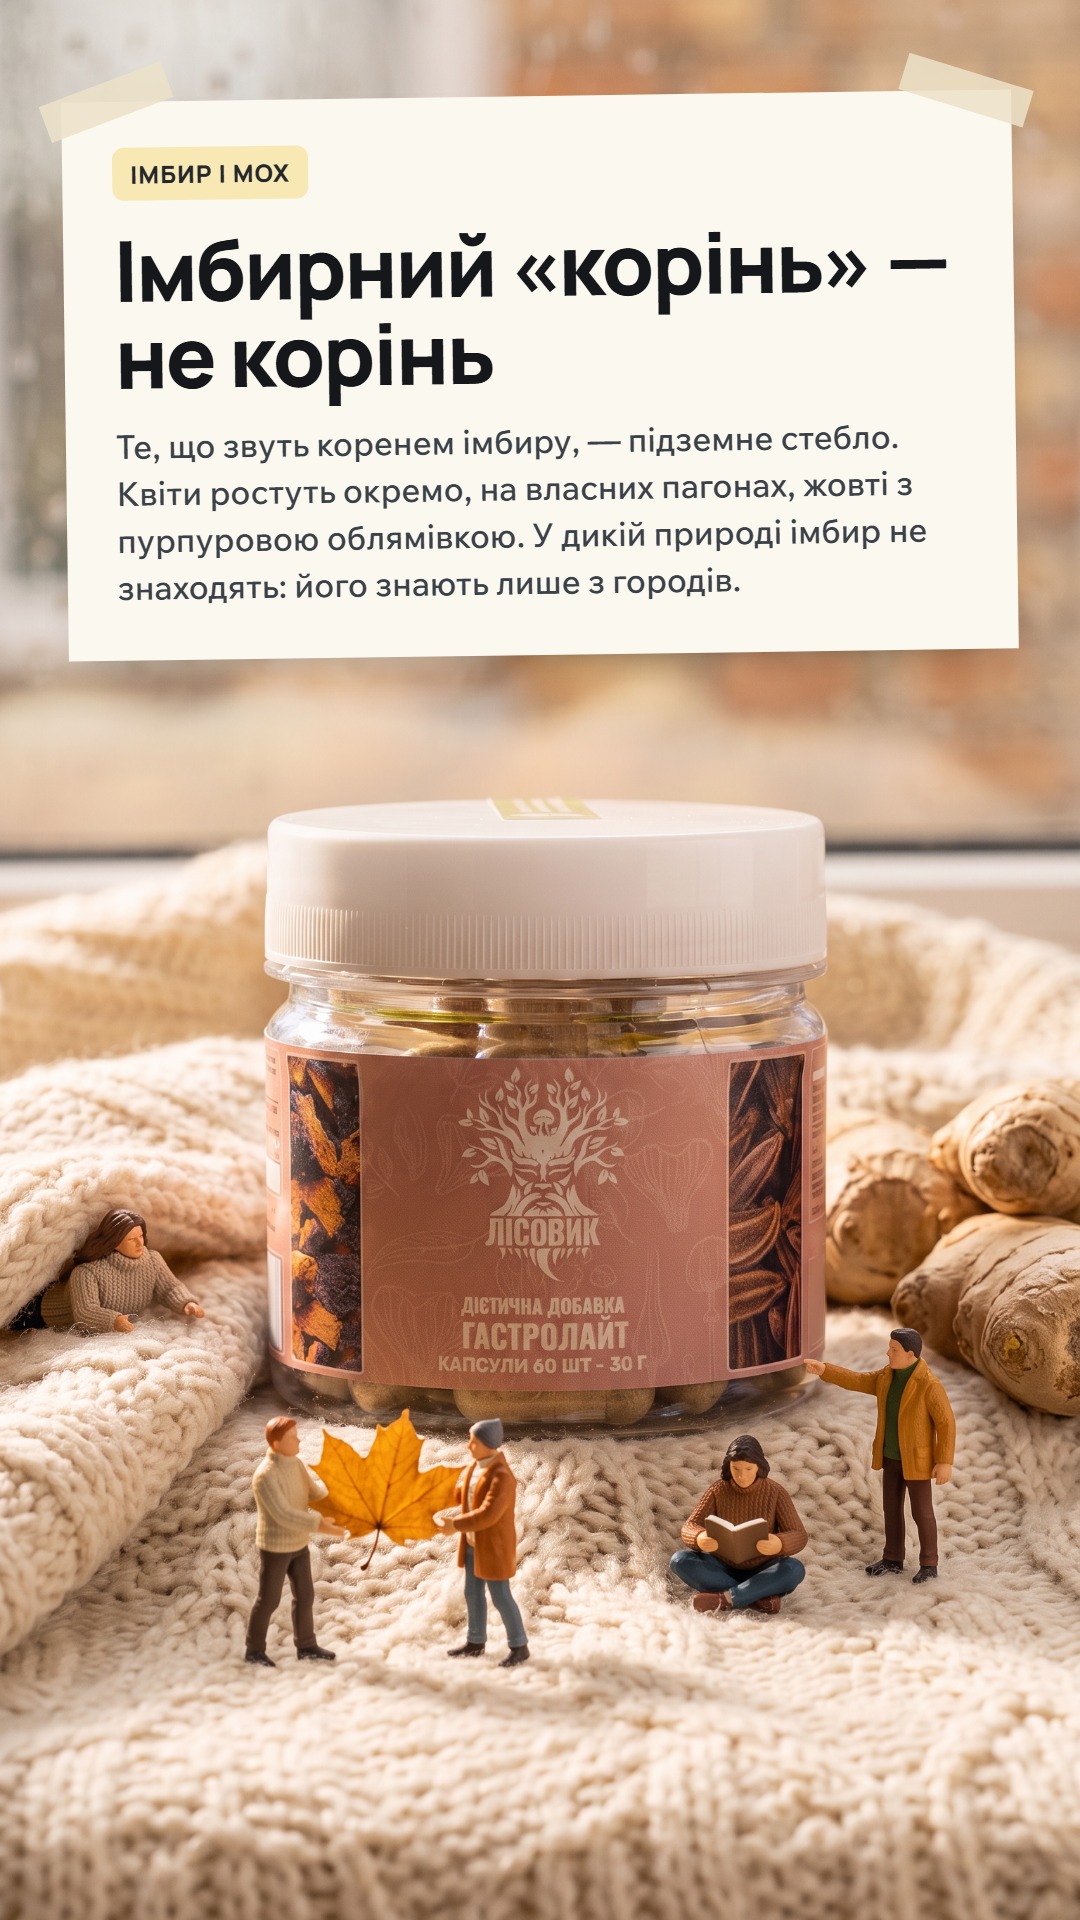 ІМБИР І МОХ
Імбирний «корінь» —
не корінь
Те, що звуть коренем імбиру, — підземне стебло.
Квіти ростуть окремо, на власних пагонах, жовті з
пурпуровою облямівкою. У дикій природі імбир не
знаходять: його знають лише з городів.
ЛІСОВИК
ДІЄТИЧНА ДОБАВКА
ГАСТРОЛАЙТ
КАПСУЛИ 60 ШТ - 30 Г